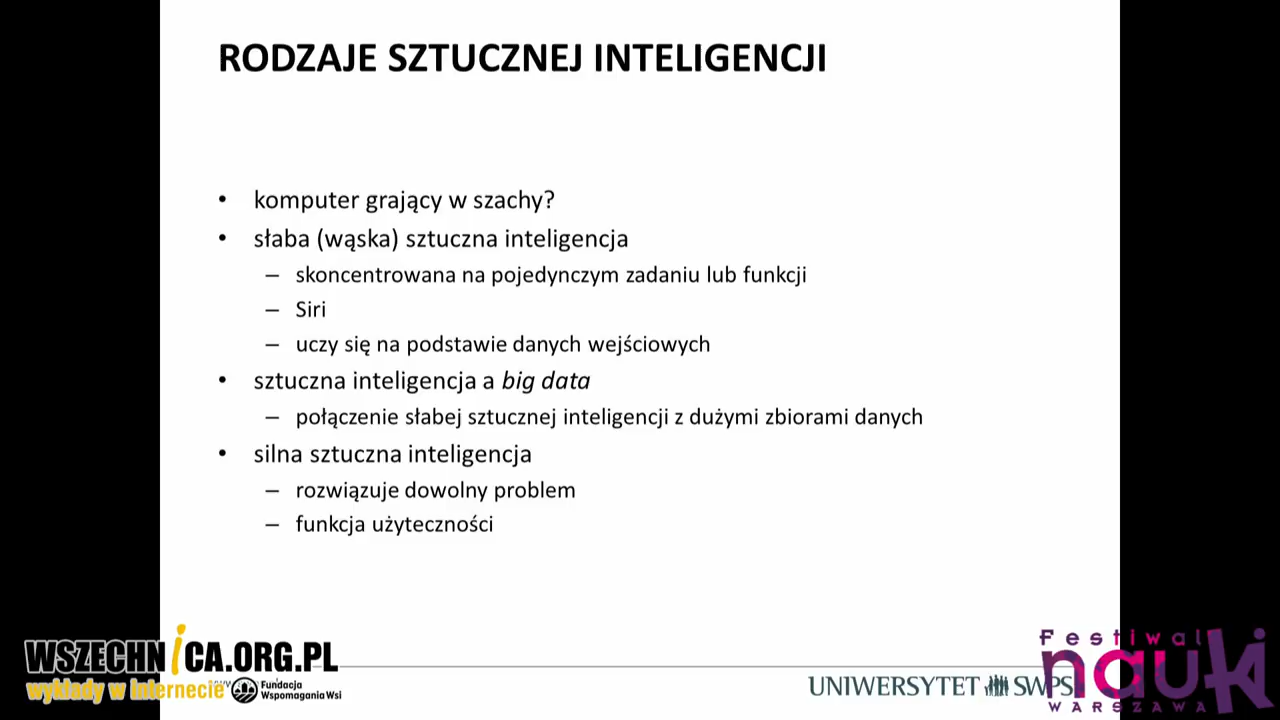 RODZAJE SZTUCZNEJ INTELIGENCJI
• komputer grający w szachy?
• słaba (wąska) sztuczna inteligencja
– skoncentrowana na pojedynczym zadaniu lub funkcji
– Siri
– uczy się na podstawie danych wejściowych
• sztuczna inteligencja a big data
– połączenie słabej sztucznej inteligencji z dużymi zbiorami danych
• silna sztuczna inteligencja
– rozwiązuje dowolny problem
– funkcja użyteczności
WSZECHNICA.ORG.PL
wykłady w internecie
Fundacja
Wspomagania Wsi
UNIWERSYTET SWPS
Festiwal
nauki
WARSZAWA